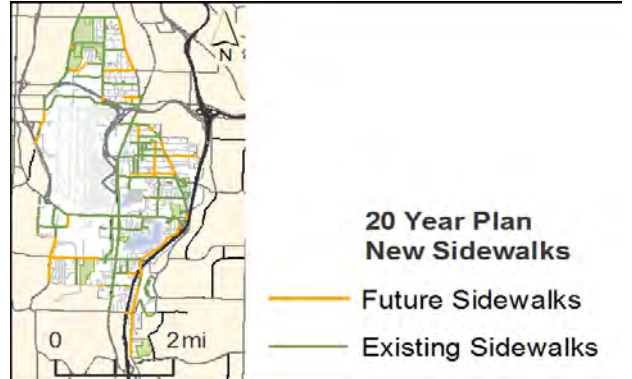 N
20 Year Plan
New Sidewalks
Future Sidewalks
Existing Sidewalks
0 2mi